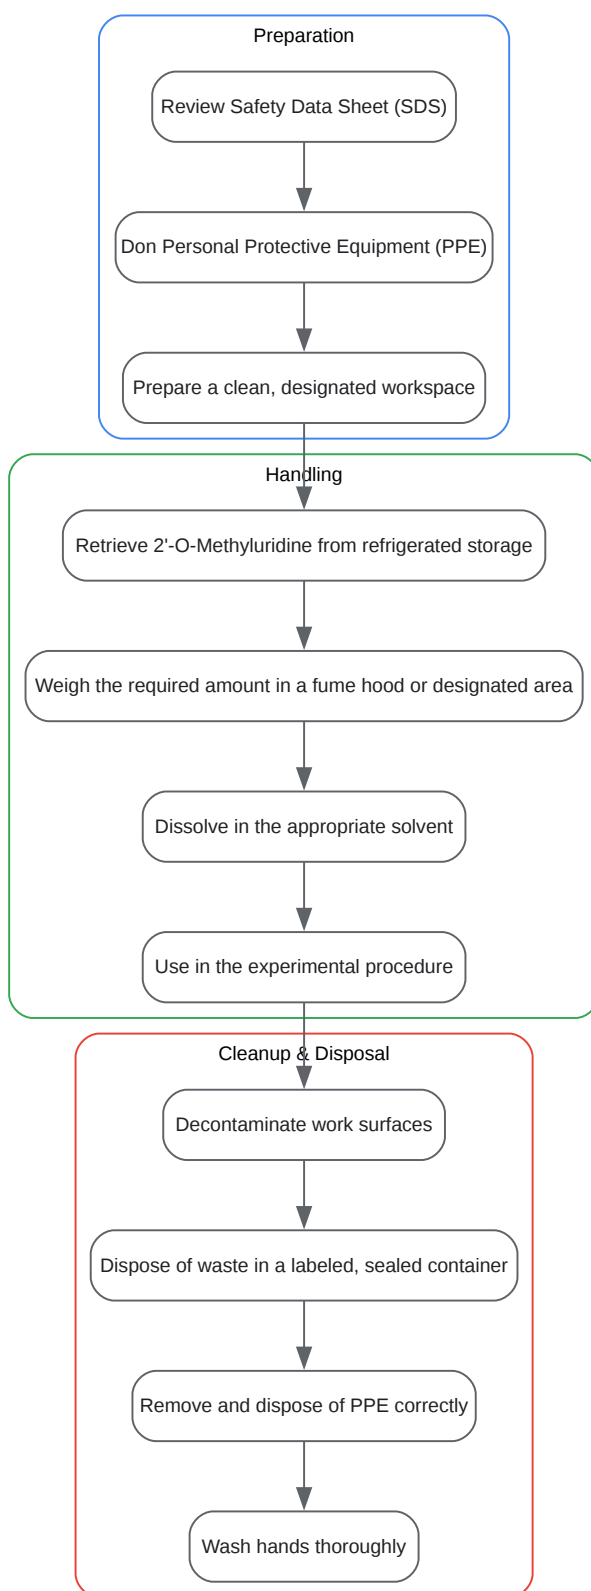 Preparation
Review Safety Data Sheet (SDS)
Don Personal Protective Equipment (PPE)
Prepare a clean, designated workspace
Handling
Retrieve 2'-O-Methyluridine from refrigerated storage
Weigh the required amount in a fume hood or designated area
Dissolve in the appropriate solvent
Use in the experimental procedure
Cleanup & Disposal
Decontaminate work surfaces
Dispose of waste in a labeled, sealed container
Remove and dispose of PPE correctly
Wash hands thoroughly